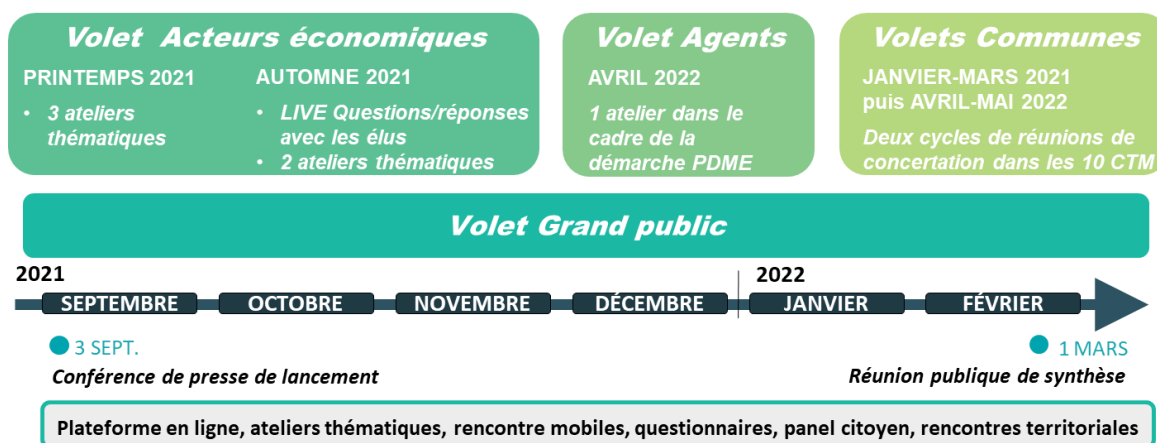 Volet Acteurs économiques
PRINTEMPS 2021
• 3 ateliers
thématiques
AUTOMNE 2021
• LIVE Questions/réponses
avec les élus
• 2 ateliers thématiques
Volet Agents
AVRIL 2022
1 atelier dans le
cadre de la
démarche PDME
Volets Communes
JANVIER-MARS 2021
puis AVRIL-MAI 2022
Deux cycles de réunions de
concertation dans les 10 CTM
Volet Grand public
2021
2022
SEPTEMBRE
OCTOBRE
NOVEMBRE
DÉCEMBRE
JANVIER
FÉVRIER
3 SEPT.
1 MARS
Conférence de presse de lancement
Réunion publique de synthèse
Plateforme en ligne, ateliers thématiques, rencontre mobiles, questionnaires, panel citoyen, rencontres territoriales